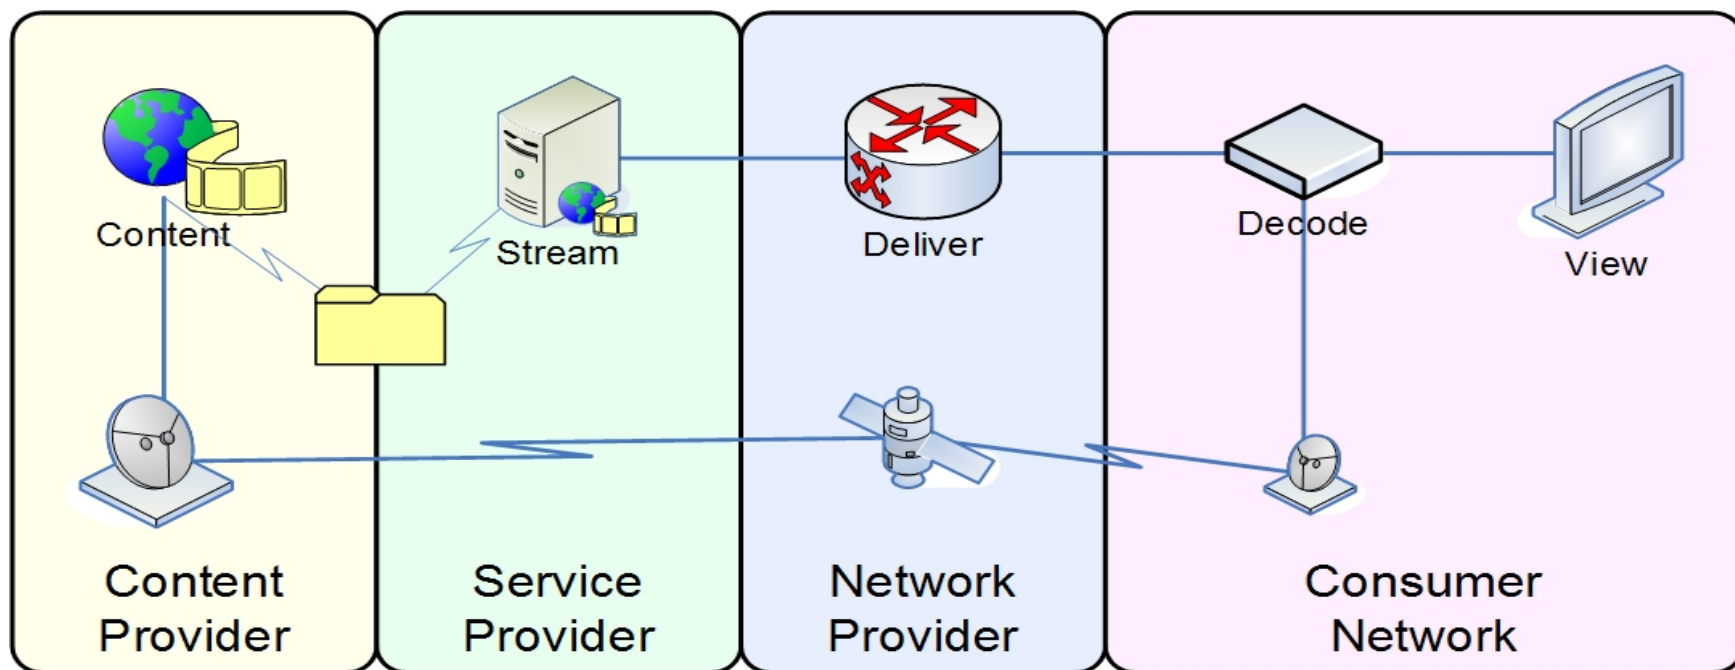 Content
Stream
Deliver
Decode
View
Content
Provider
Service
Provider
Network
Provider
Consumer
Network